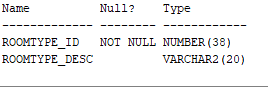 Name          Null?    Type
------------- -------- ------------
ROOMTYPE_ID   NOT NULL NUMBER(38)
ROOMTYPE_DESC          VARCHAR2(20)